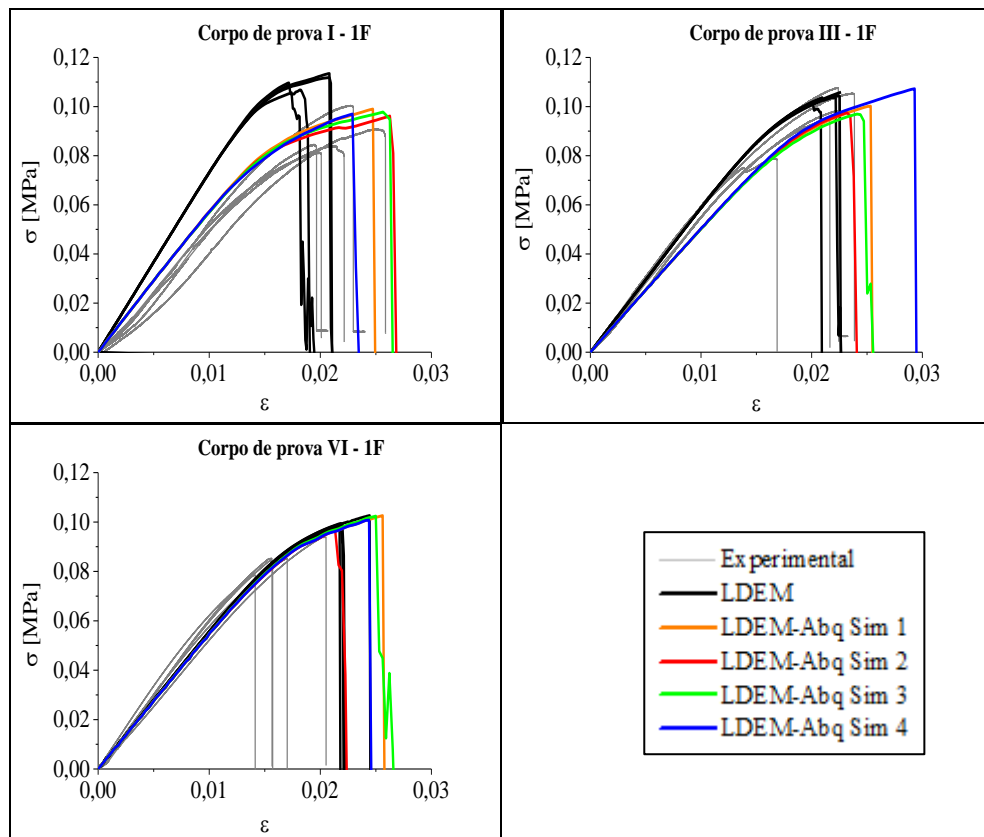 Corpo de prova I - 1F
0,12
0,10
0,08
0,06
0,04
0,02
0,00
σ [MPa]
0,00 0,01 0,02 0,03
ε
Corpo de prova III - 1F
0,12
0,10
0,08
0,06
0,04
0,02
0,00
σ [MPa]
0,00 0,01 0,02 0,03
ε
Corpo de prova VI - 1F
0,12
0,10
0,08
0,06
0,04
0,02
0,00
σ [MPa]
0,00 0,01 0,02 0,03
ε
Experimental
LDEM
LDEM-Abq Sim 1
LDEM-Abq Sim 2
LDEM-Abq Sim 3
LDEM-Abq Sim 4